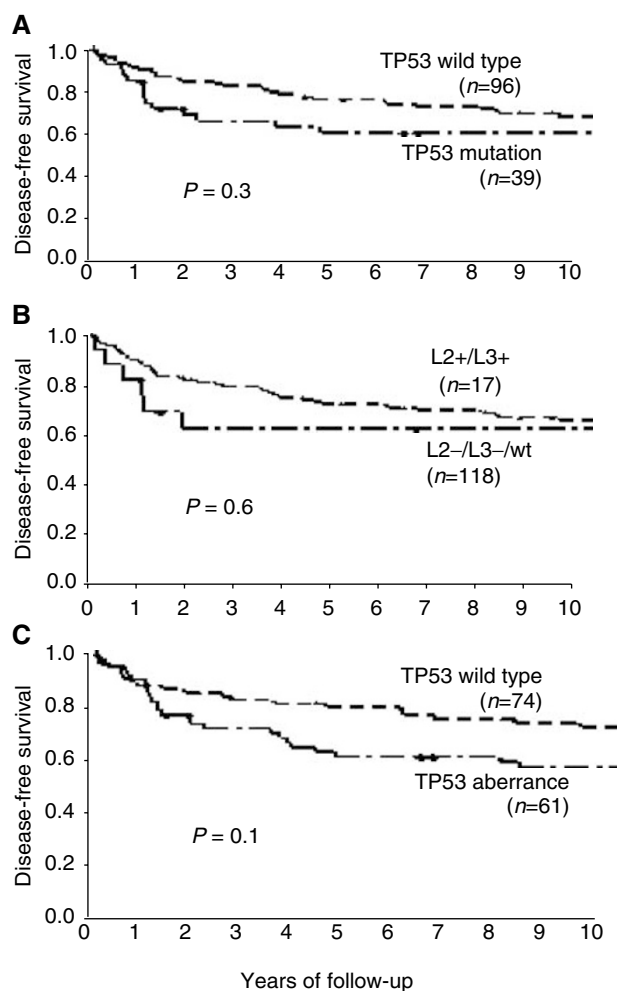 A
Disease-free survival
1.0
0.8
0.6
0.4
0.2
0.0
TP53 wild type
(n=96)
TP53 mutation
(n=39)
P = 0.3
0 1 2 3 4 5 6 7 8 9 10
B
Disease-free survival
1.0
0.8
0.6
0.4
0.2
0.0
L2+/L3+
(n=17)
L2–/L3–/wt
(n=118)
P = 0.6
0 1 2 3 4 5 6 7 8 9 10
C
Disease-free survival
1.0
0.8
0.6
0.4
0.2
0.0
TP53 wild type
(n=74)
TP53 aberrance
(n=61)
P = 0.1
0 1 2 3 4 5 6 7 8 9 10
Years of follow-up